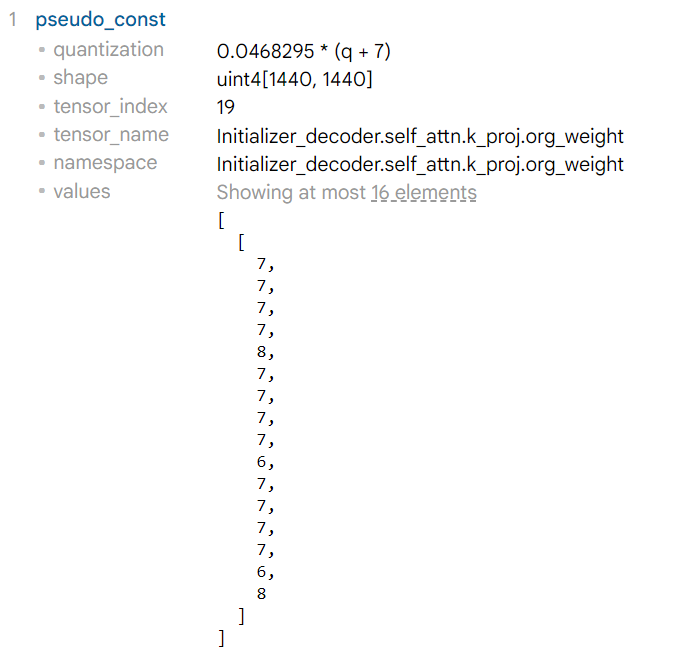 1 pseudo_const
quantization 0.0468295 * (q + 7)
shape uint4[1440, 1440]
tensor_index 19
tensor_name Initializer_decoder.self_attn.k_proj.org_weight
namespace Initializer_decoder.self_attn.k_proj.org_weight
values Showing at most 16 elements
[
[
7,
7,
7,
7,
8,
7,
7,
7,
7,
6,
7,
7,
7,
7,
6,
8
]
]